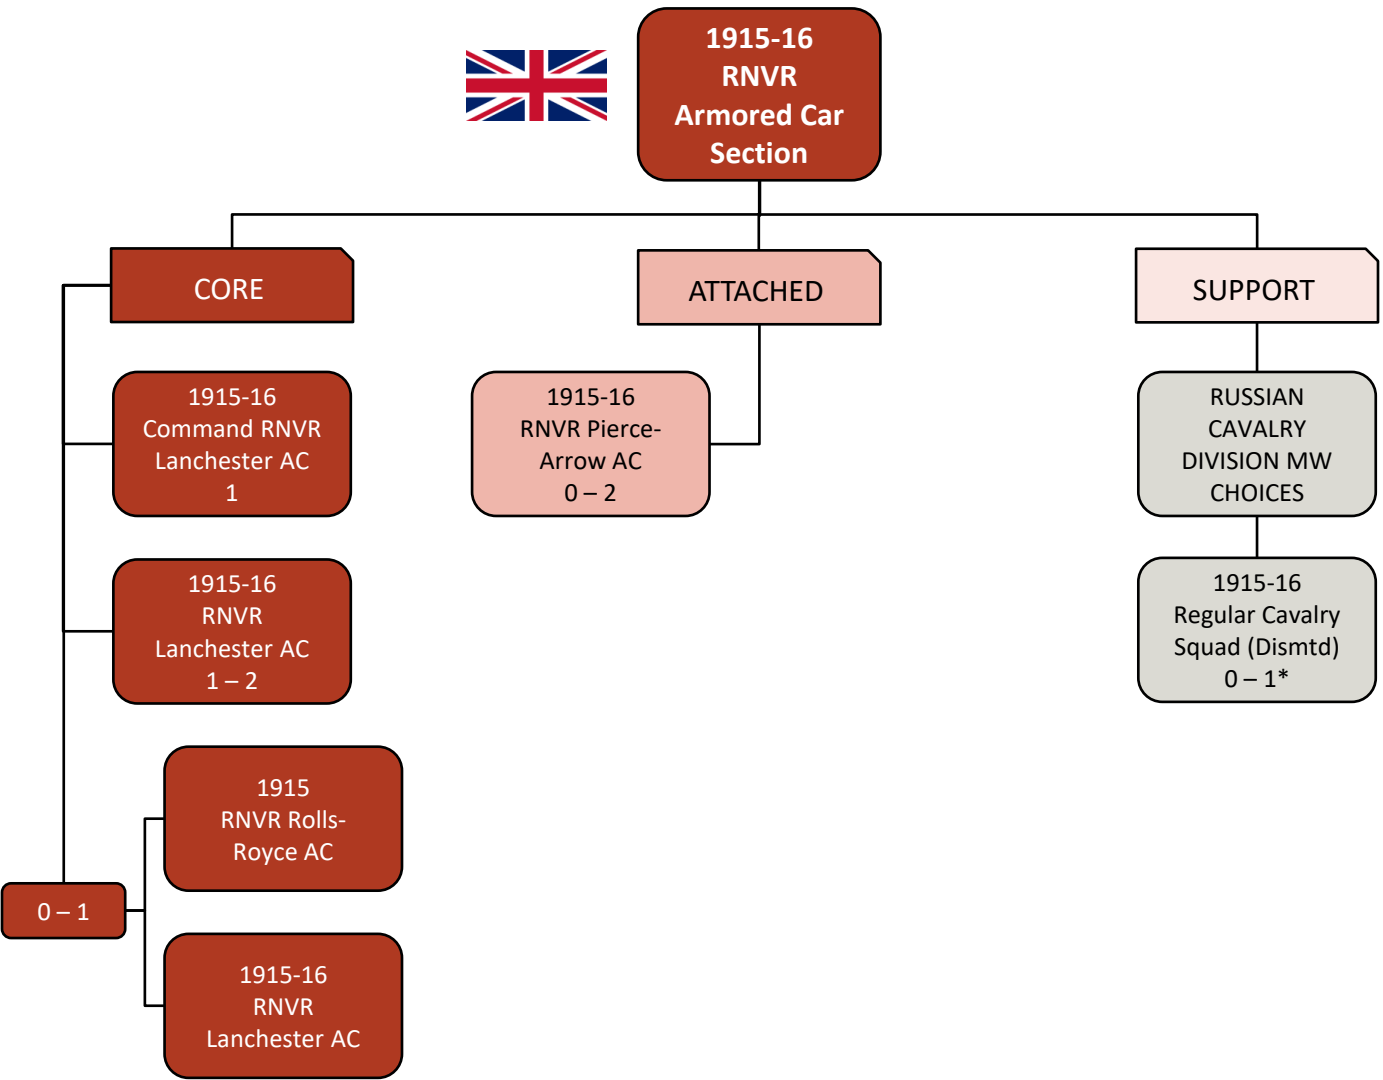 1915-16
RNVR
Armored Car
Section
CORE
1915-16
Command RNVR
Lanchester AC
1
1915-16
RNVR
Lanchester AC
1 – 2
0 – 1
1915
RNVR Rolls-
Royce AC
1915-16
RNVR
Lanchester AC
ATTACHED
1915-16
RNVR Pierce-
Arrow AC
0 – 2
SUPPORT
RUSSIAN
CAVALRY
DIVISION MW
CHOICES
1915-16
Regular Cavalry
Squad (Dismtd)
0 – 1*